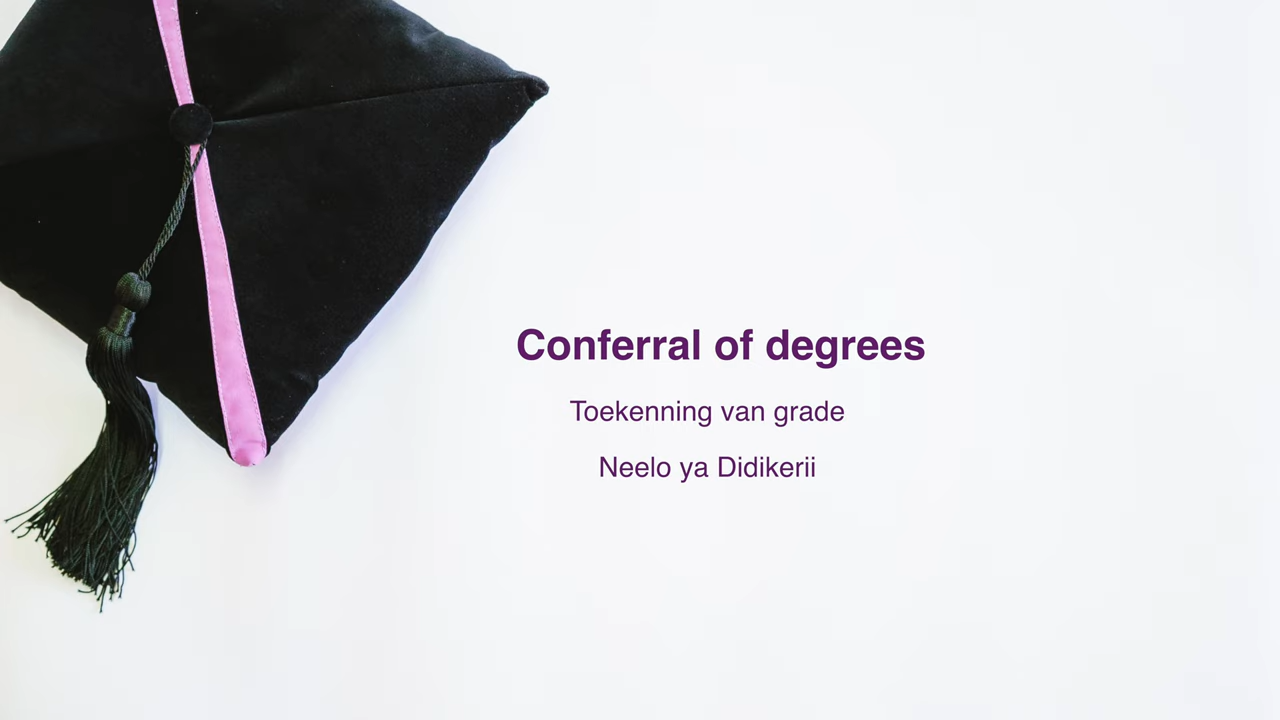 Conferral of degrees
Toekenning van grade
Neelo ya Didikerii